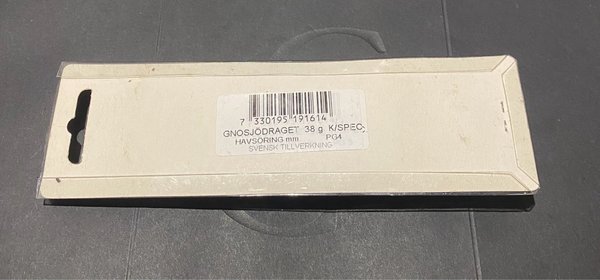 7 330195 191614
GNOSJÖDRAGET 38 g K/SPEC;
HAVSÖRING mm PG4
SVENSK TILLVERKNING